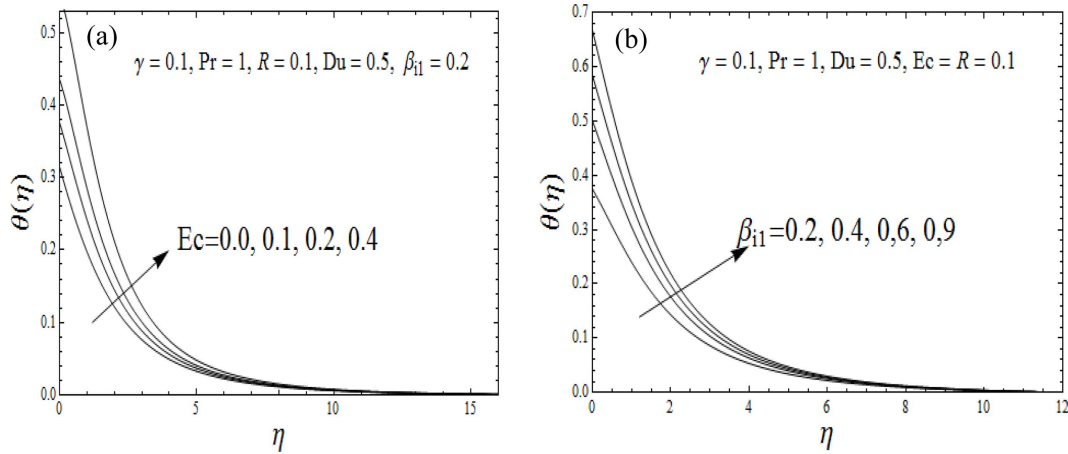 (a)
γ = 0.1, Pr = 1, R = 0.1, Du = 0.5, β_i1 = 0.2
Ec=0.0, 0.1, 0.2, 0.4
θ(η)
0.5
0.4
0.3
0.2
0.1
0.0
0 5 10 15
η
(b)
γ = 0.1, Pr = 1, Du = 0.5, Ec = R = 0.1
β_i1=0.2, 0.4, 0,6, 0,9
θ(η)
0.7
0.6
0.5
0.4
0.3
0.2
0.1
0.0
0 2 4 6 8 10 12
η